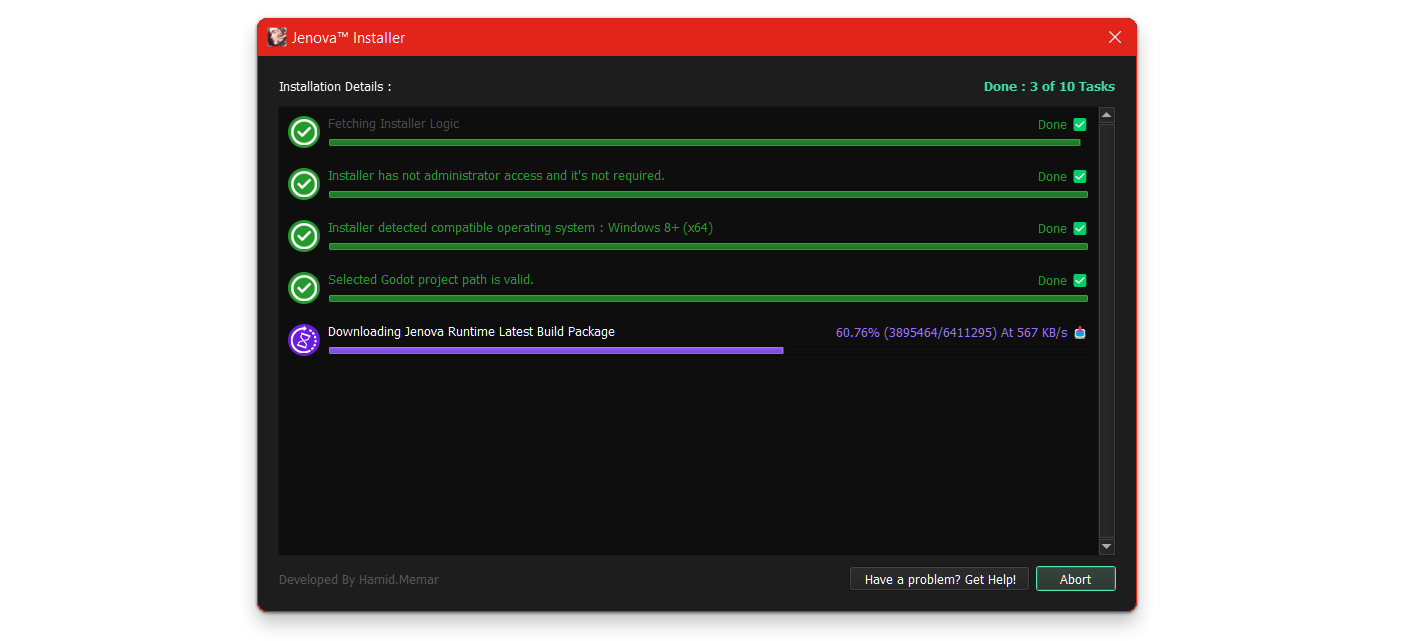 Jenova™ Installer
Installation Details :
Done : 3 of 10 Tasks
Fetching Installer Logic
Done
Installer has not administrator access and it's not required.
Done
Installer detected compatible operating system : Windows 8+ (x64)
Done
Selected Godot project path is valid.
Done
Downloading Jenova Runtime Latest Build Package
60.76% (3895464/6411295) At 567 KB/s
Developed By Hamid.Memar
Have a problem? Get Help!
Abort